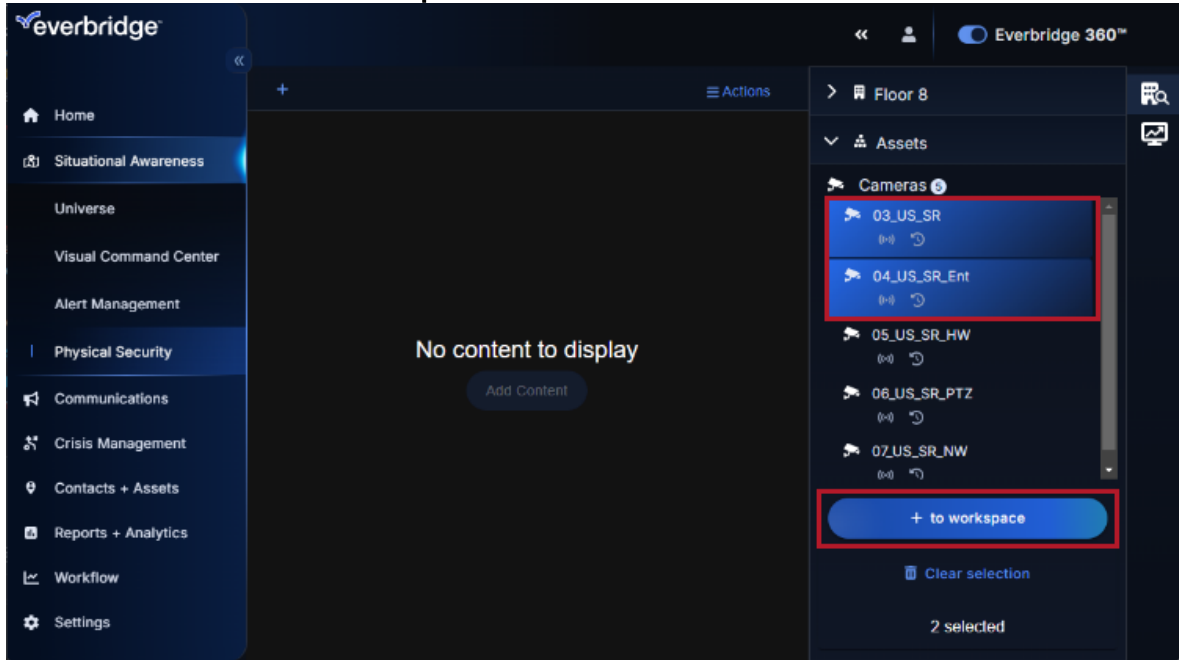 everbridge™
Everbridge 360™
Home
Situational Awareness
Universe
Visual Command Center
Alert Management
Physical Security
Communications
Crisis Management
Contacts + Assets
Reports + Analytics
Workflow
Settings
+
Actions
No content to display
Add Content
Floor 8
Assets
Cameras 5
03_US_SR
04_US_SR_Ent
05_US_SR_HW
06_US_SR_PTZ
07_US_SR_NW
+ to workspace
Clear selection
2 selected